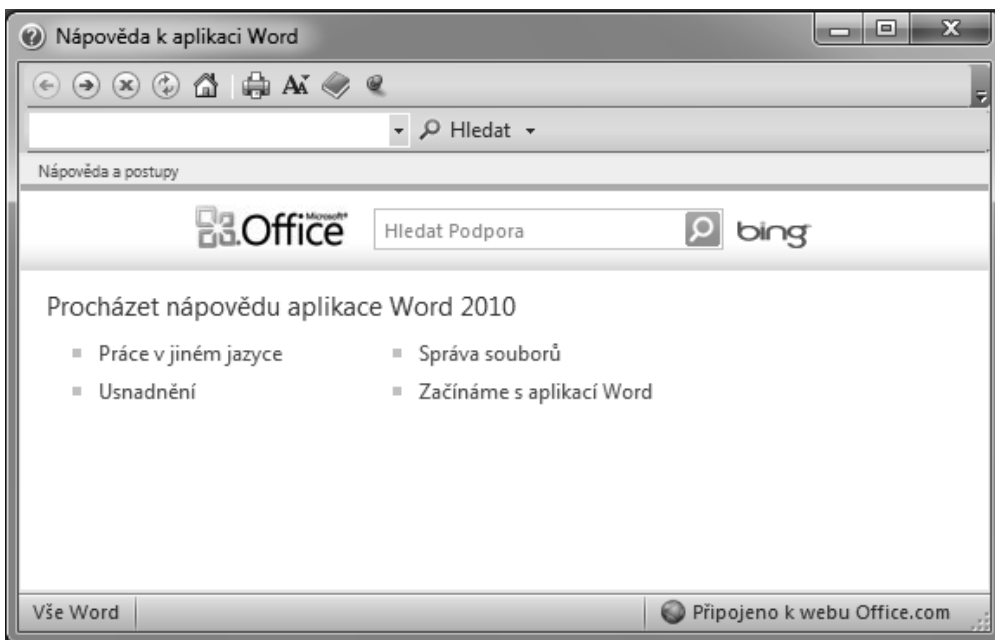 Nápověda k aplikaci Word
Hledat
Nápověda a postupy
Microsoft®
Office Hledat Podpora bing
Procházet nápovědu aplikace Word 2010
Práce v jiném jazyce Správa souborů
Usnadnění Začínáme s aplikací Word
Vše Word Připojeno k webu Office.com